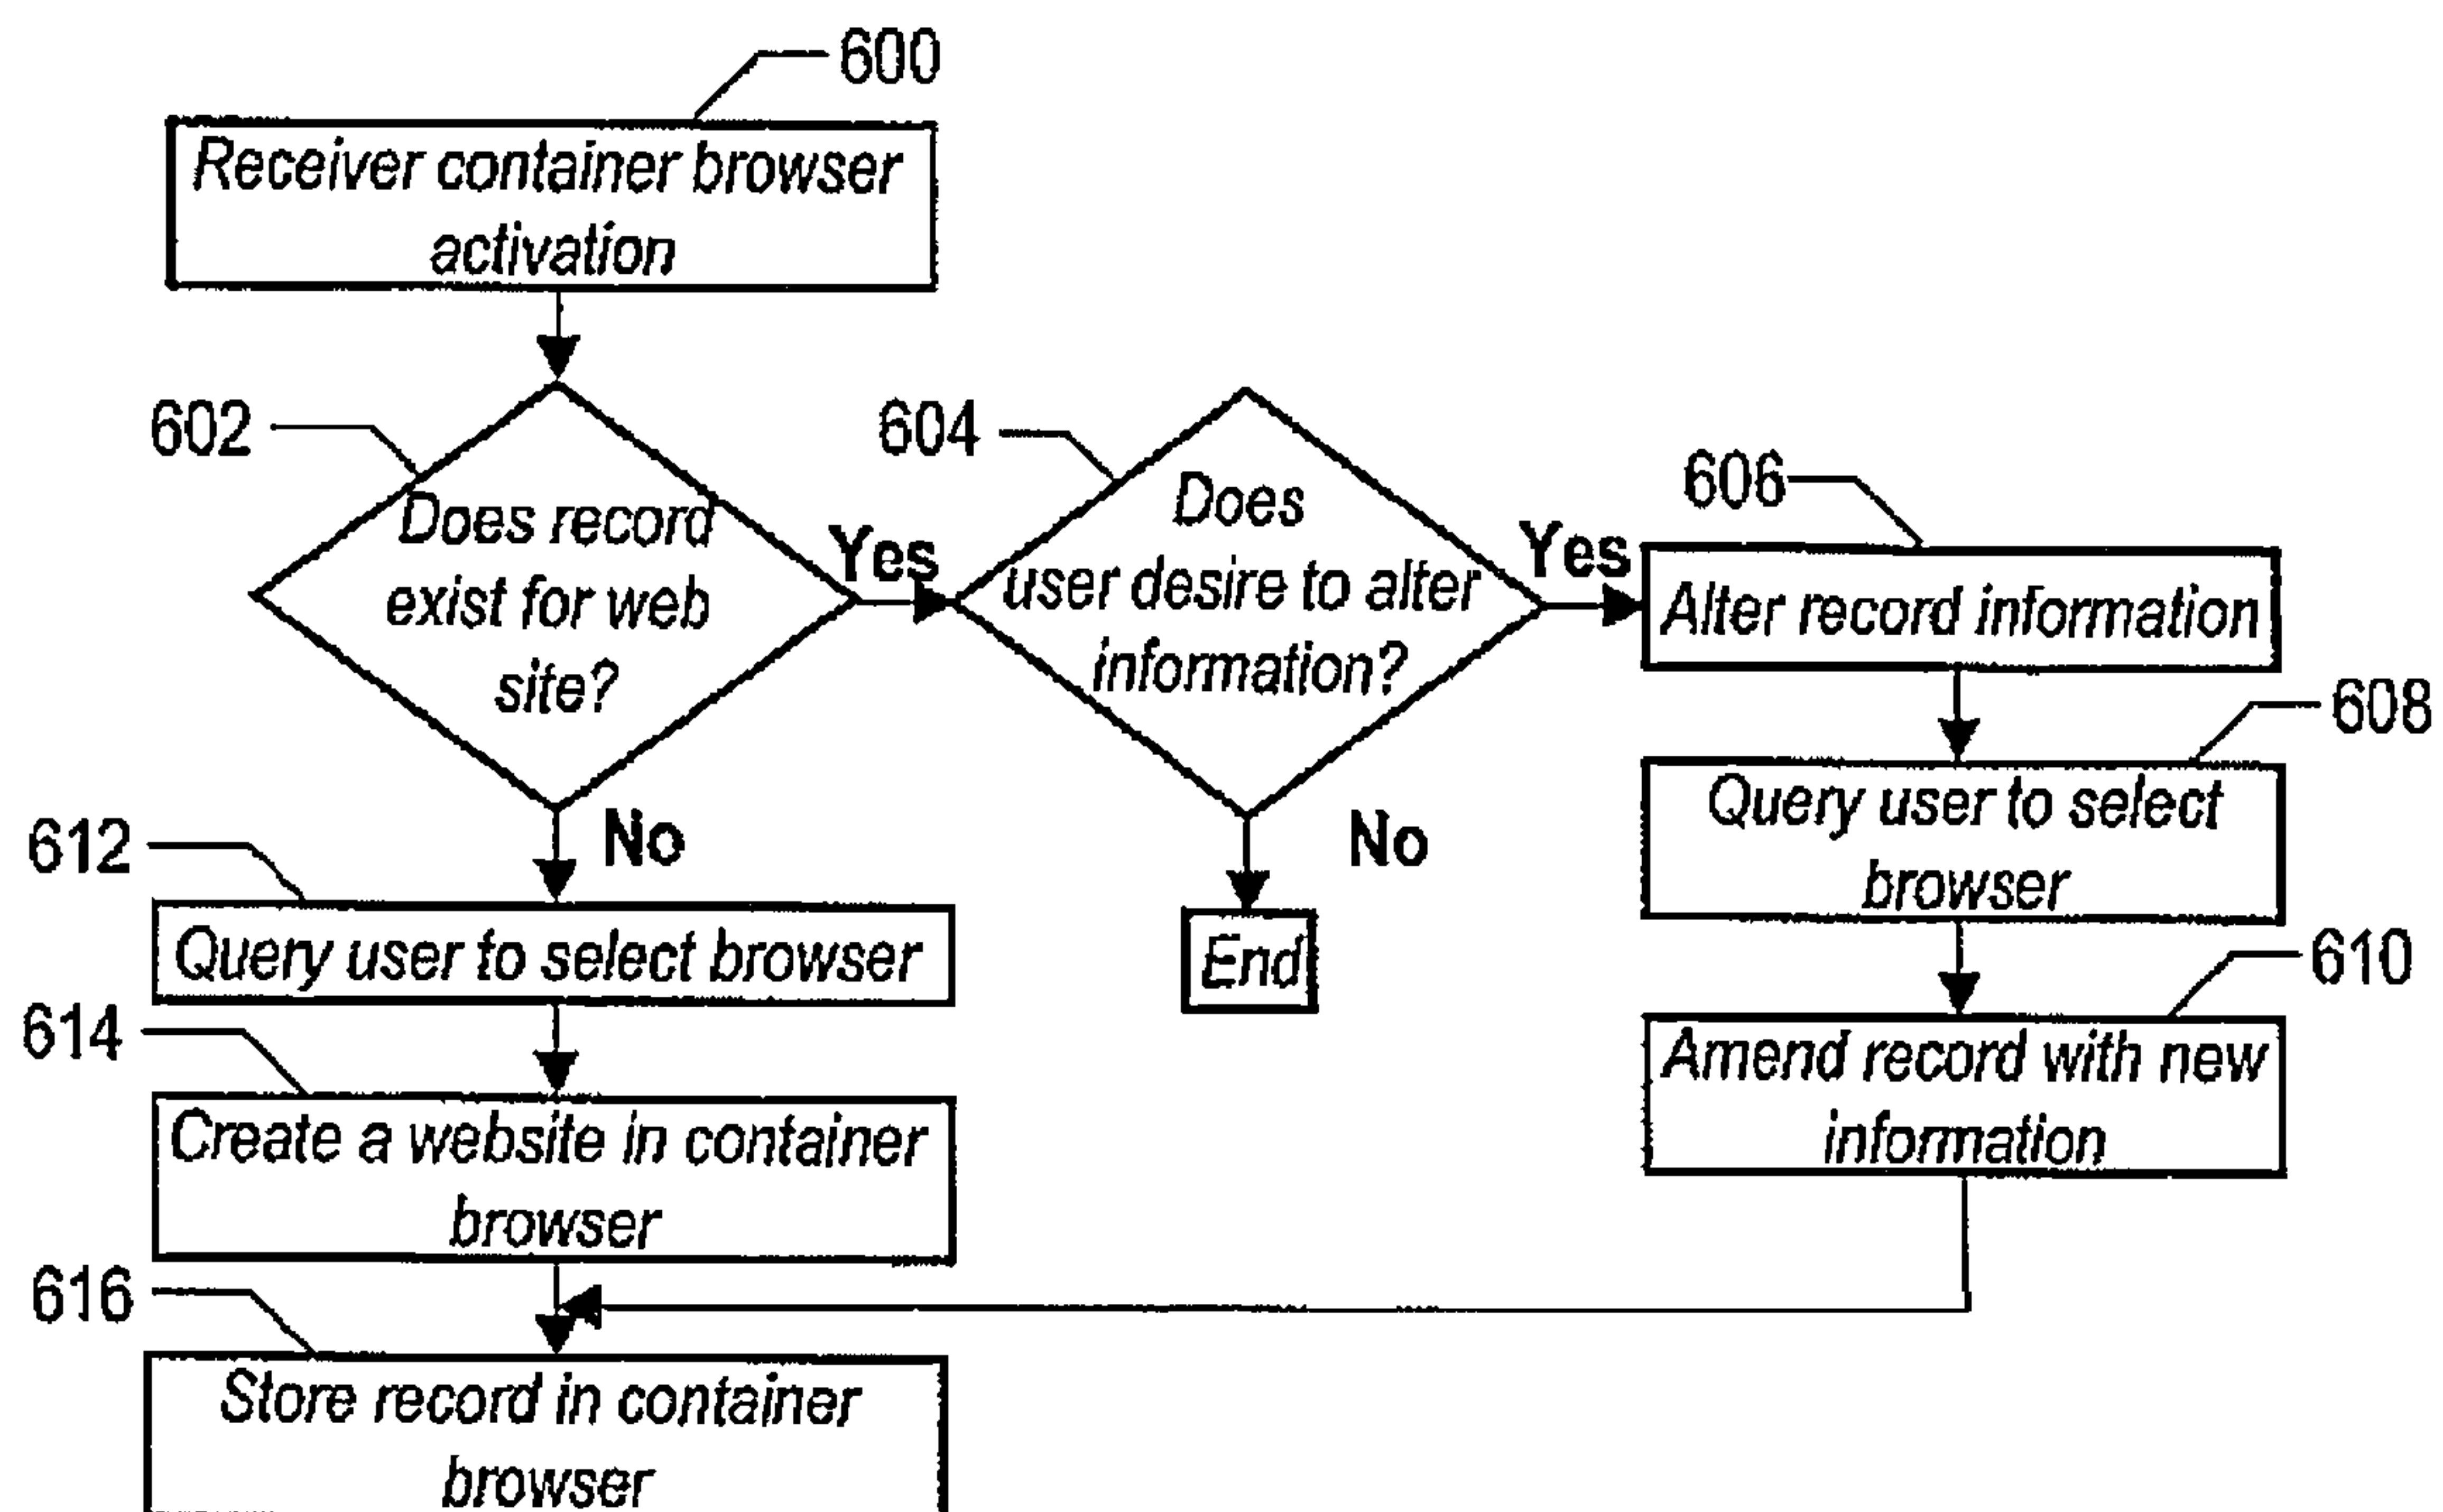 600
Receiver container browser
activation
602
Does record
exist for web
site?
Yes
604
Does
user desire to alter
information?
Yes
606
Alter record information
608
Query user to select
browser
610
Amend record with new
information
No
End
No
612
Query user to select browser
614
Create a website in container
browser
616
Store record in container
browser